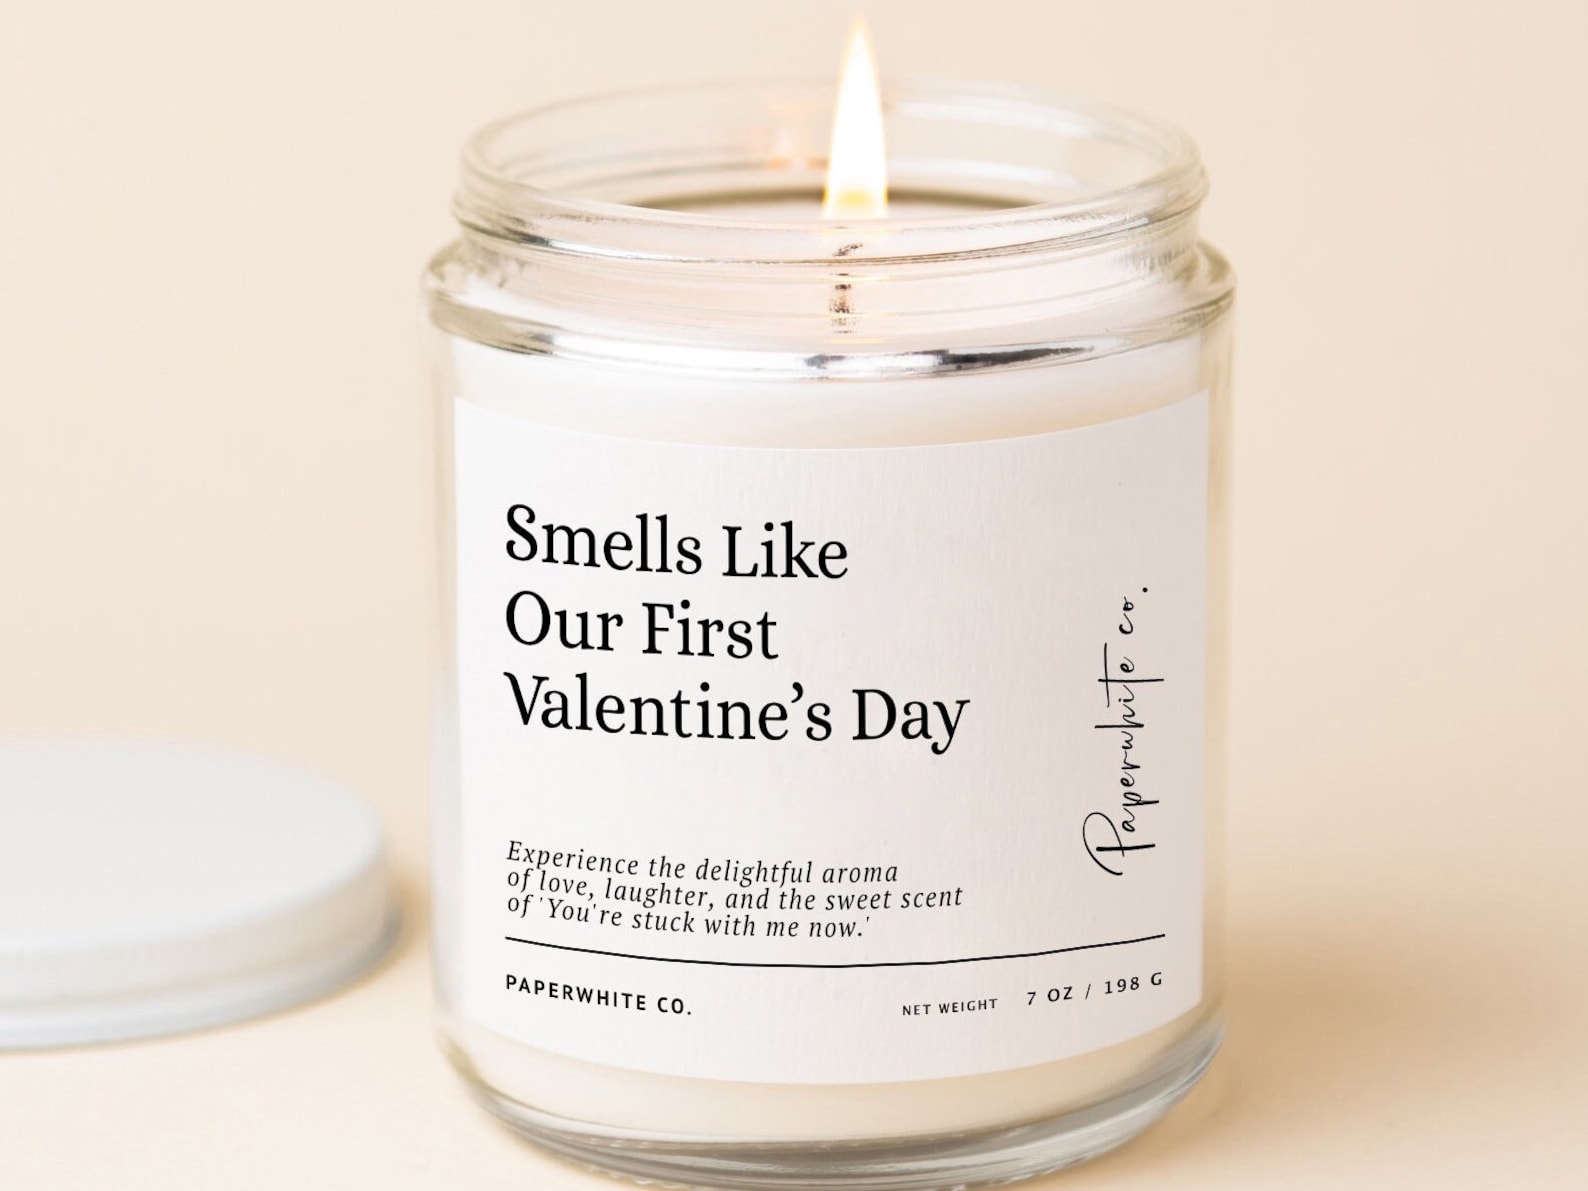 Smells Like
Our First
Valentine’s Day
Paperwhite co.
Experience the delightful aroma
of love, laughter, and the sweet scent
of 'You're stuck with me now.'
PAPERWHITE CO.
NET WEIGHT 7 OZ / 198 G